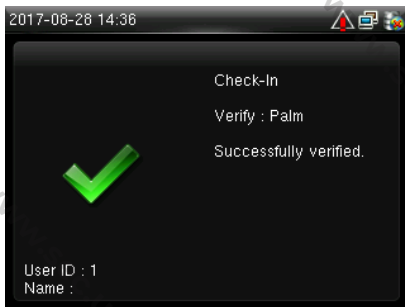 2017-08-28 14:36
Check-In
Verify : Palm
Successfully verified.
User ID : 1
Name :